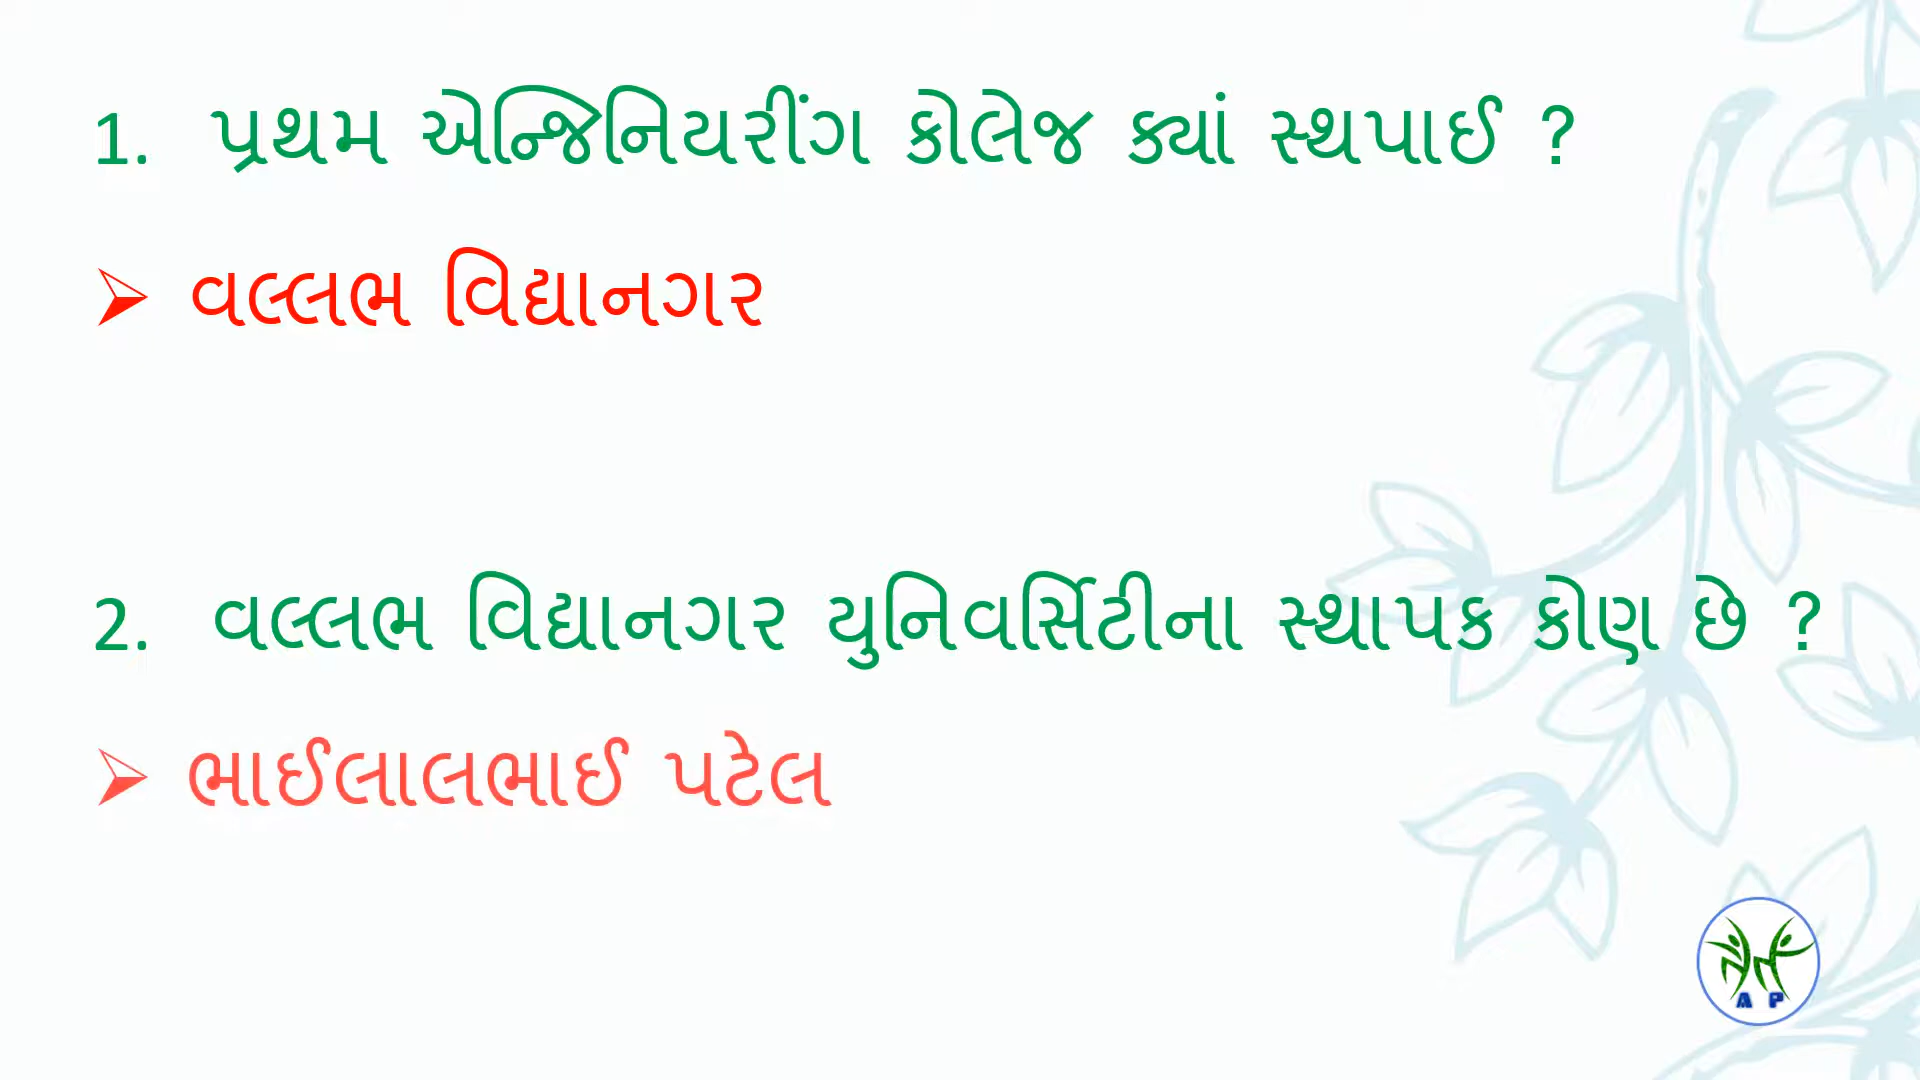 1. પ્રથમ એન્જિનિયરીંગ કોલેજ ક્યાં સ્થપાઈ ?
➢ વલ્લભ વિદ્યાનગર
2. વલ્લભ વિદ્યાનગર યુનિવર્સિટીના સ્થાપક કોણ છે ?
➢ ભાઈલાલભાઈ પટેલ
A P